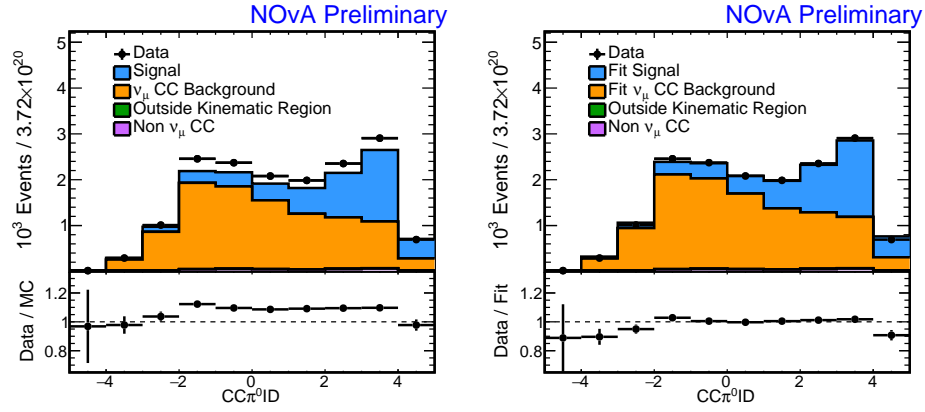 NOvA Preliminary
5
4
3
2
1
10³ Events / 3.72×10²⁰
Data
Signal
νμ CC Background
Outside Kinematic Region
Non νμ CC
1.2
1
0.8
Data / MC
−4 −2 0 2 4
CCπ⁰ID
NOvA Preliminary
5
4
3
2
1
10³ Events / 3.72×10²⁰
Data
Fit Signal
Fit νμ CC Background
Outside Kinematic Region
Non νμ CC
1.2
1
0.8
Data / Fit
−4 −2 0 2 4
CCπ⁰ID